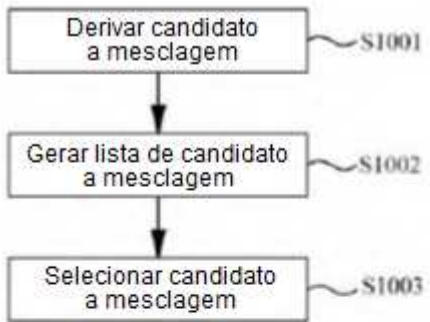 Derivar candidato
a mesclagem
S1001
Gerar lista de candidato
a mesclagem
S1002
Selecionar candidato
a mesclagem
S1003